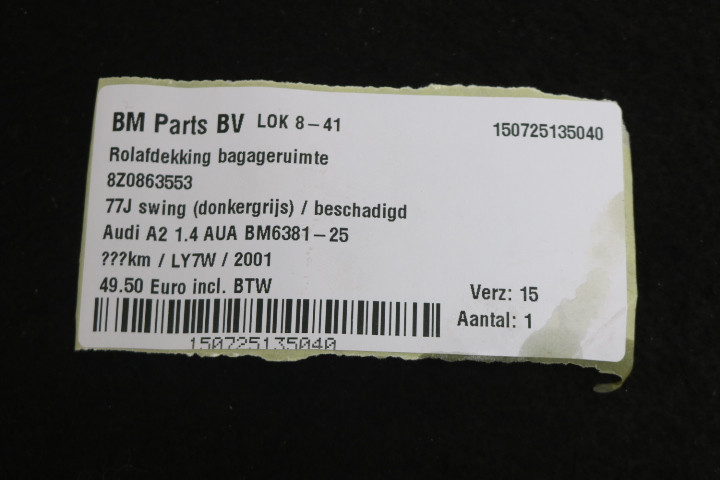 BM Parts BV LOK 8-41 150725135040
Rolafdekking bagageruimte
8Z0863553
77J swing (donkergrijs) / beschadigd
Audi A2 1.4 AUA BM6381-25
???km / LY7W / 2001
49.50 Euro incl. BTW Verz: 15
Aantal: 1
150725135040